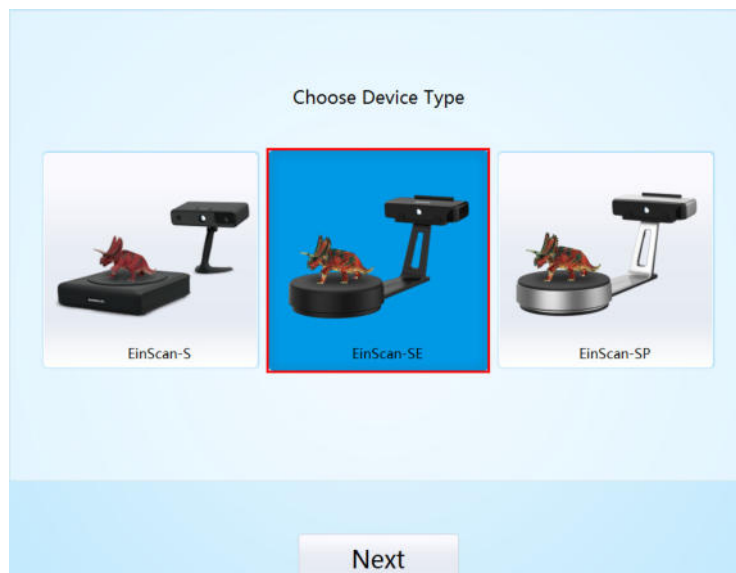 Choose Device Type
EinScan-S
EinScan-SE
EinScan-SP
Next